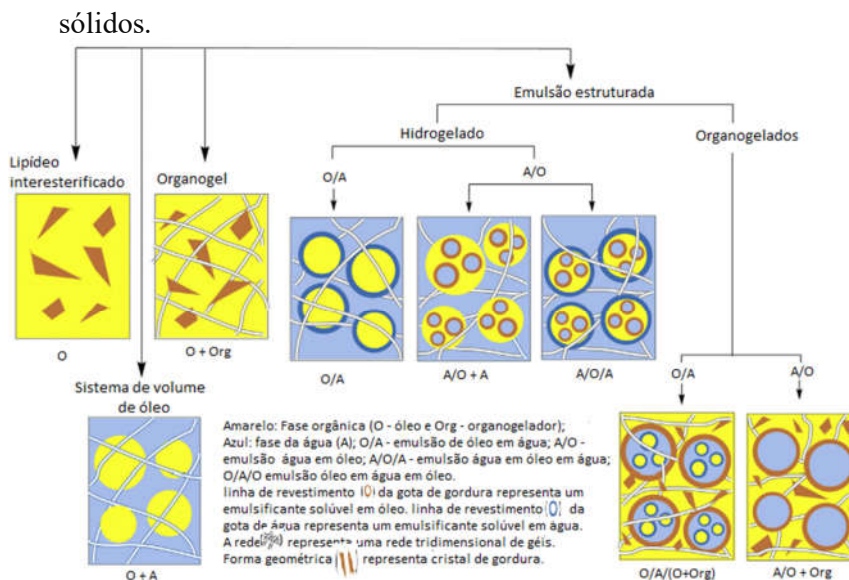 sólidos.
Emulsão estruturada
Hidrogelado
Organogelados
Lipídeo
interesterificado
Organogel
O/A
A/O
O
O + Org
O/A
A/O + A
A/O/A
Sistema de volume
de óleo
O + A
Amarelo: Fase orgânica (O - óleo e Org - organogelador);
Azul: fase da água (A); O/A - emulsão de óleo em água; A/O -
emulsão água em óleo; A/O/A - emulsão água em óleo em água;
O/A/O emulsão óleo em água em óleo.
linha de revestimento (O) da gota de gordura representa um
emulsificante solúvel em óleo. linha de revestimento (O) da
gota de água representa um emulsificante solúvel em água.
A rede representa uma rede tridimensional de géis.
Forma geométrica ( ) representa cristal de gordura.
O/A
A/O
O/A/(O+Org)
A/O + Org